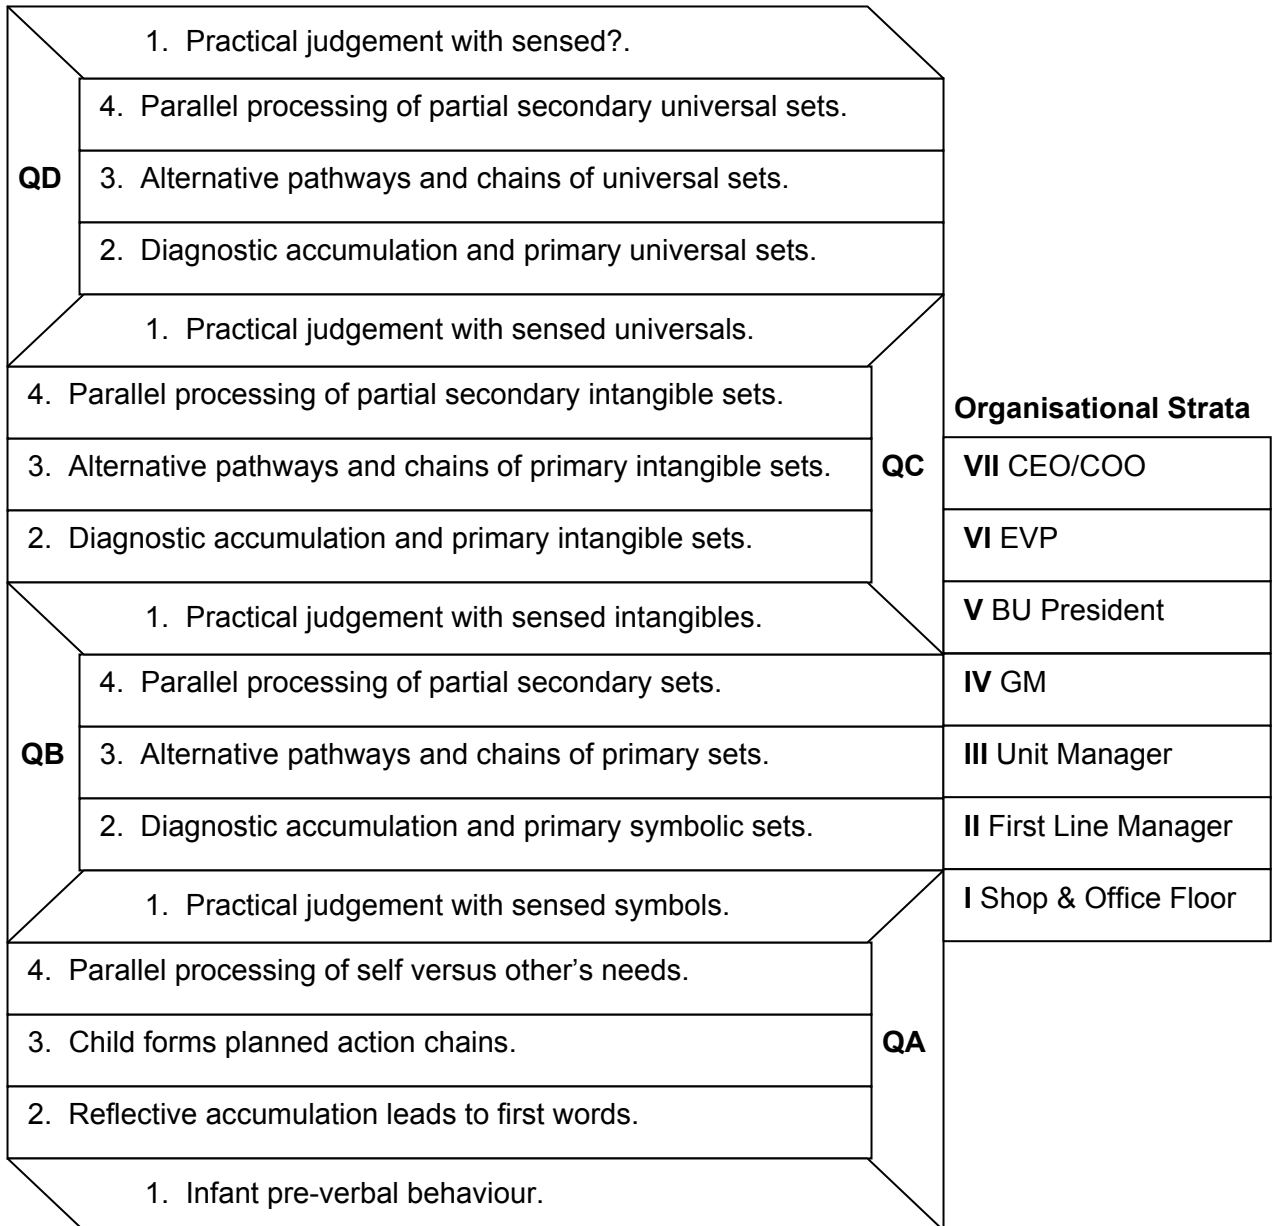 1. Practical judgement with sensed?.
4. Parallel processing of partial secondary universal sets.
QD
3. Alternative pathways and chains of universal sets.
2. Diagnostic accumulation and primary universal sets.
1. Practical judgement with sensed universals.
4. Parallel processing of partial secondary intangible sets.
3. Alternative pathways and chains of primary intangible sets.
QC
2. Diagnostic accumulation and primary intangible sets.
1. Practical judgement with sensed intangibles.
4. Parallel processing of partial secondary sets.
QB
3. Alternative pathways and chains of primary sets.
2. Diagnostic accumulation and primary symbolic sets.
1. Practical judgement with sensed symbols.
4. Parallel processing of self versus other's needs.
3. Child forms planned action chains.
QA
2. Reflective accumulation leads to first words.
1. Infant pre-verbal behaviour.
Organisational Strata
VII CEO/COO
VI EVP
V BU President
IV GM
III Unit Manager
II First Line Manager
I Shop & Office Floor